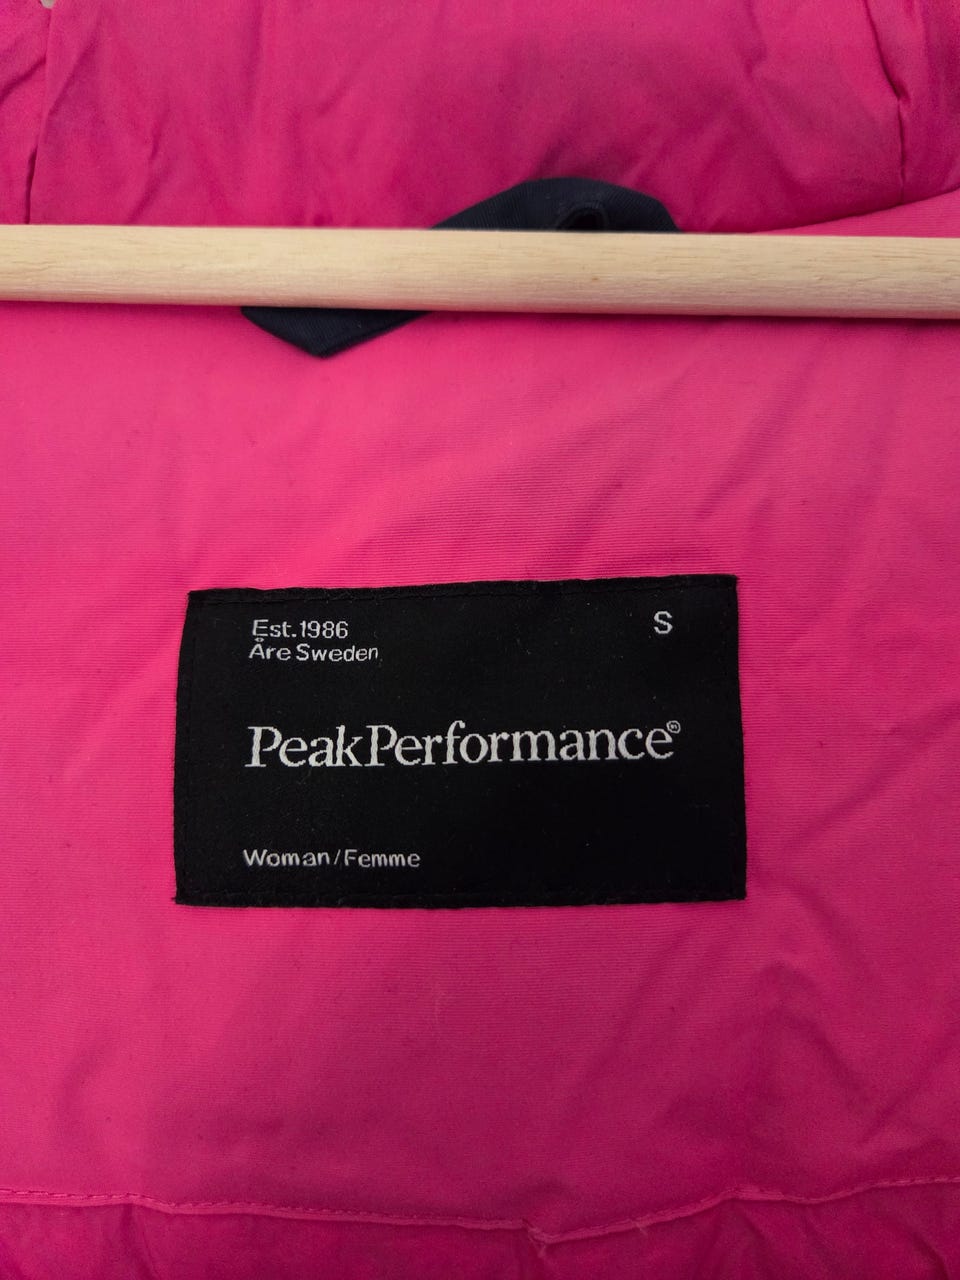 Est.1986
Åre Sweden
S
PeakPerformance®
Woman/Femme